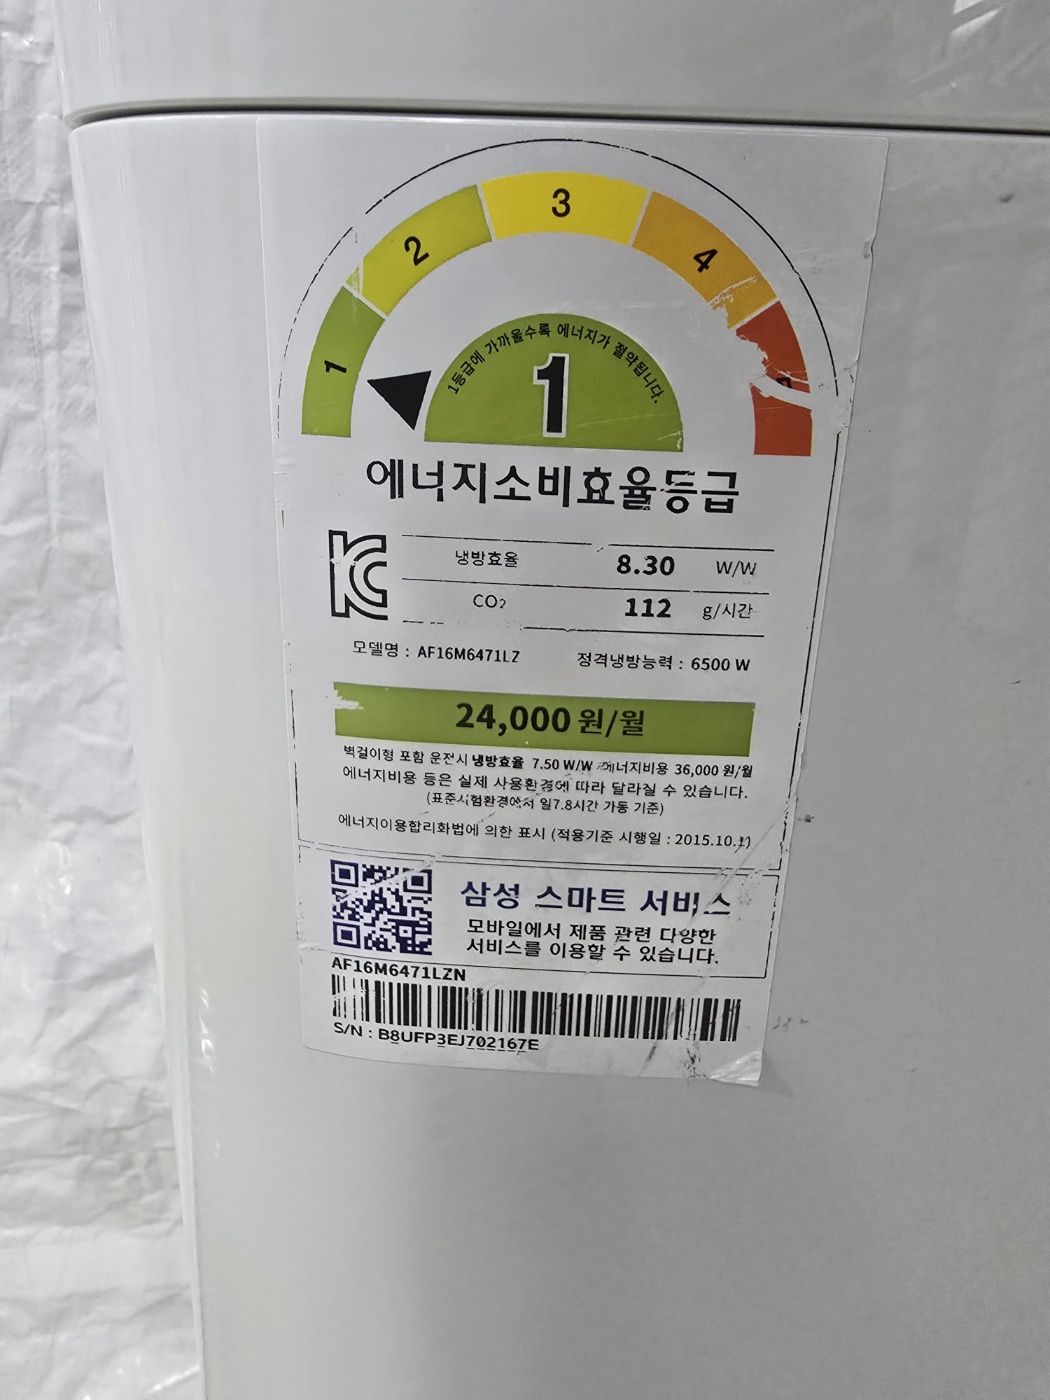 3
2
4
1
1등급에 가까울수록 에너지가 절약됩니다.
1
에너지소비효율등급
KC
냉방효율 8.30 W/W
CO₂ 112 g/시간
모델명 : AF16M6471LZ 정격냉방능력 : 6500 W
24,000 원/월
벽걸이형 포함 운전시 냉방효율 7.50 W/W 에너지비용 36,000 원/월
에너지비용 등은 실제 사용환경에 따라 달라질 수 있습니다.
(표준시험환경에서 일7.8시간 가동 기준)
에너지이용합리화법에 의한 표시 (적용기준 시행일 : 2015.10.1)
삼성 스마트 서비스
모바일에서 제품 관련 다양한
서비스를 이용할 수 있습니다.
AF16M6471LZN
S/N : B8UFP3EJ702167E